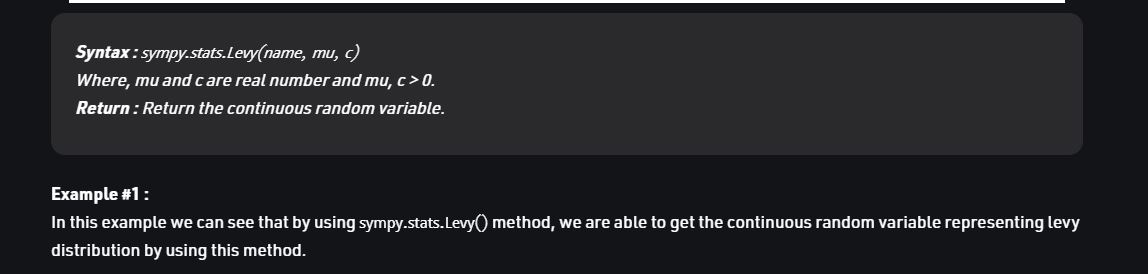 Syntax : sympy.stats.Levy(name, mu, c)
Where, mu and c are real number and mu, c > 0.
Return : Return the continuous random variable.
Example #1 :
In this example we can see that by using sympy.stats.Levy() method, we are able to get the continuous random variable representing levy
distribution by using this method.